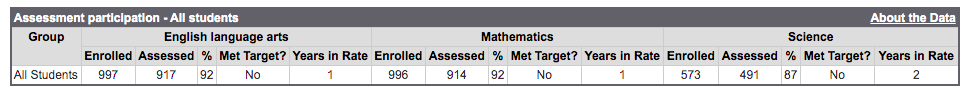 Assessment participation - All students About the Data
Group English language arts Mathematics Science
Enrolled Assessed % Met Target? Years in Rate Enrolled Assessed % Met Target? Years in Rate Enrolled Assessed % Met Target? Years in Rate
All Students 997 917 92 No 1 996 914 92 No 1 573 491 87 No 2